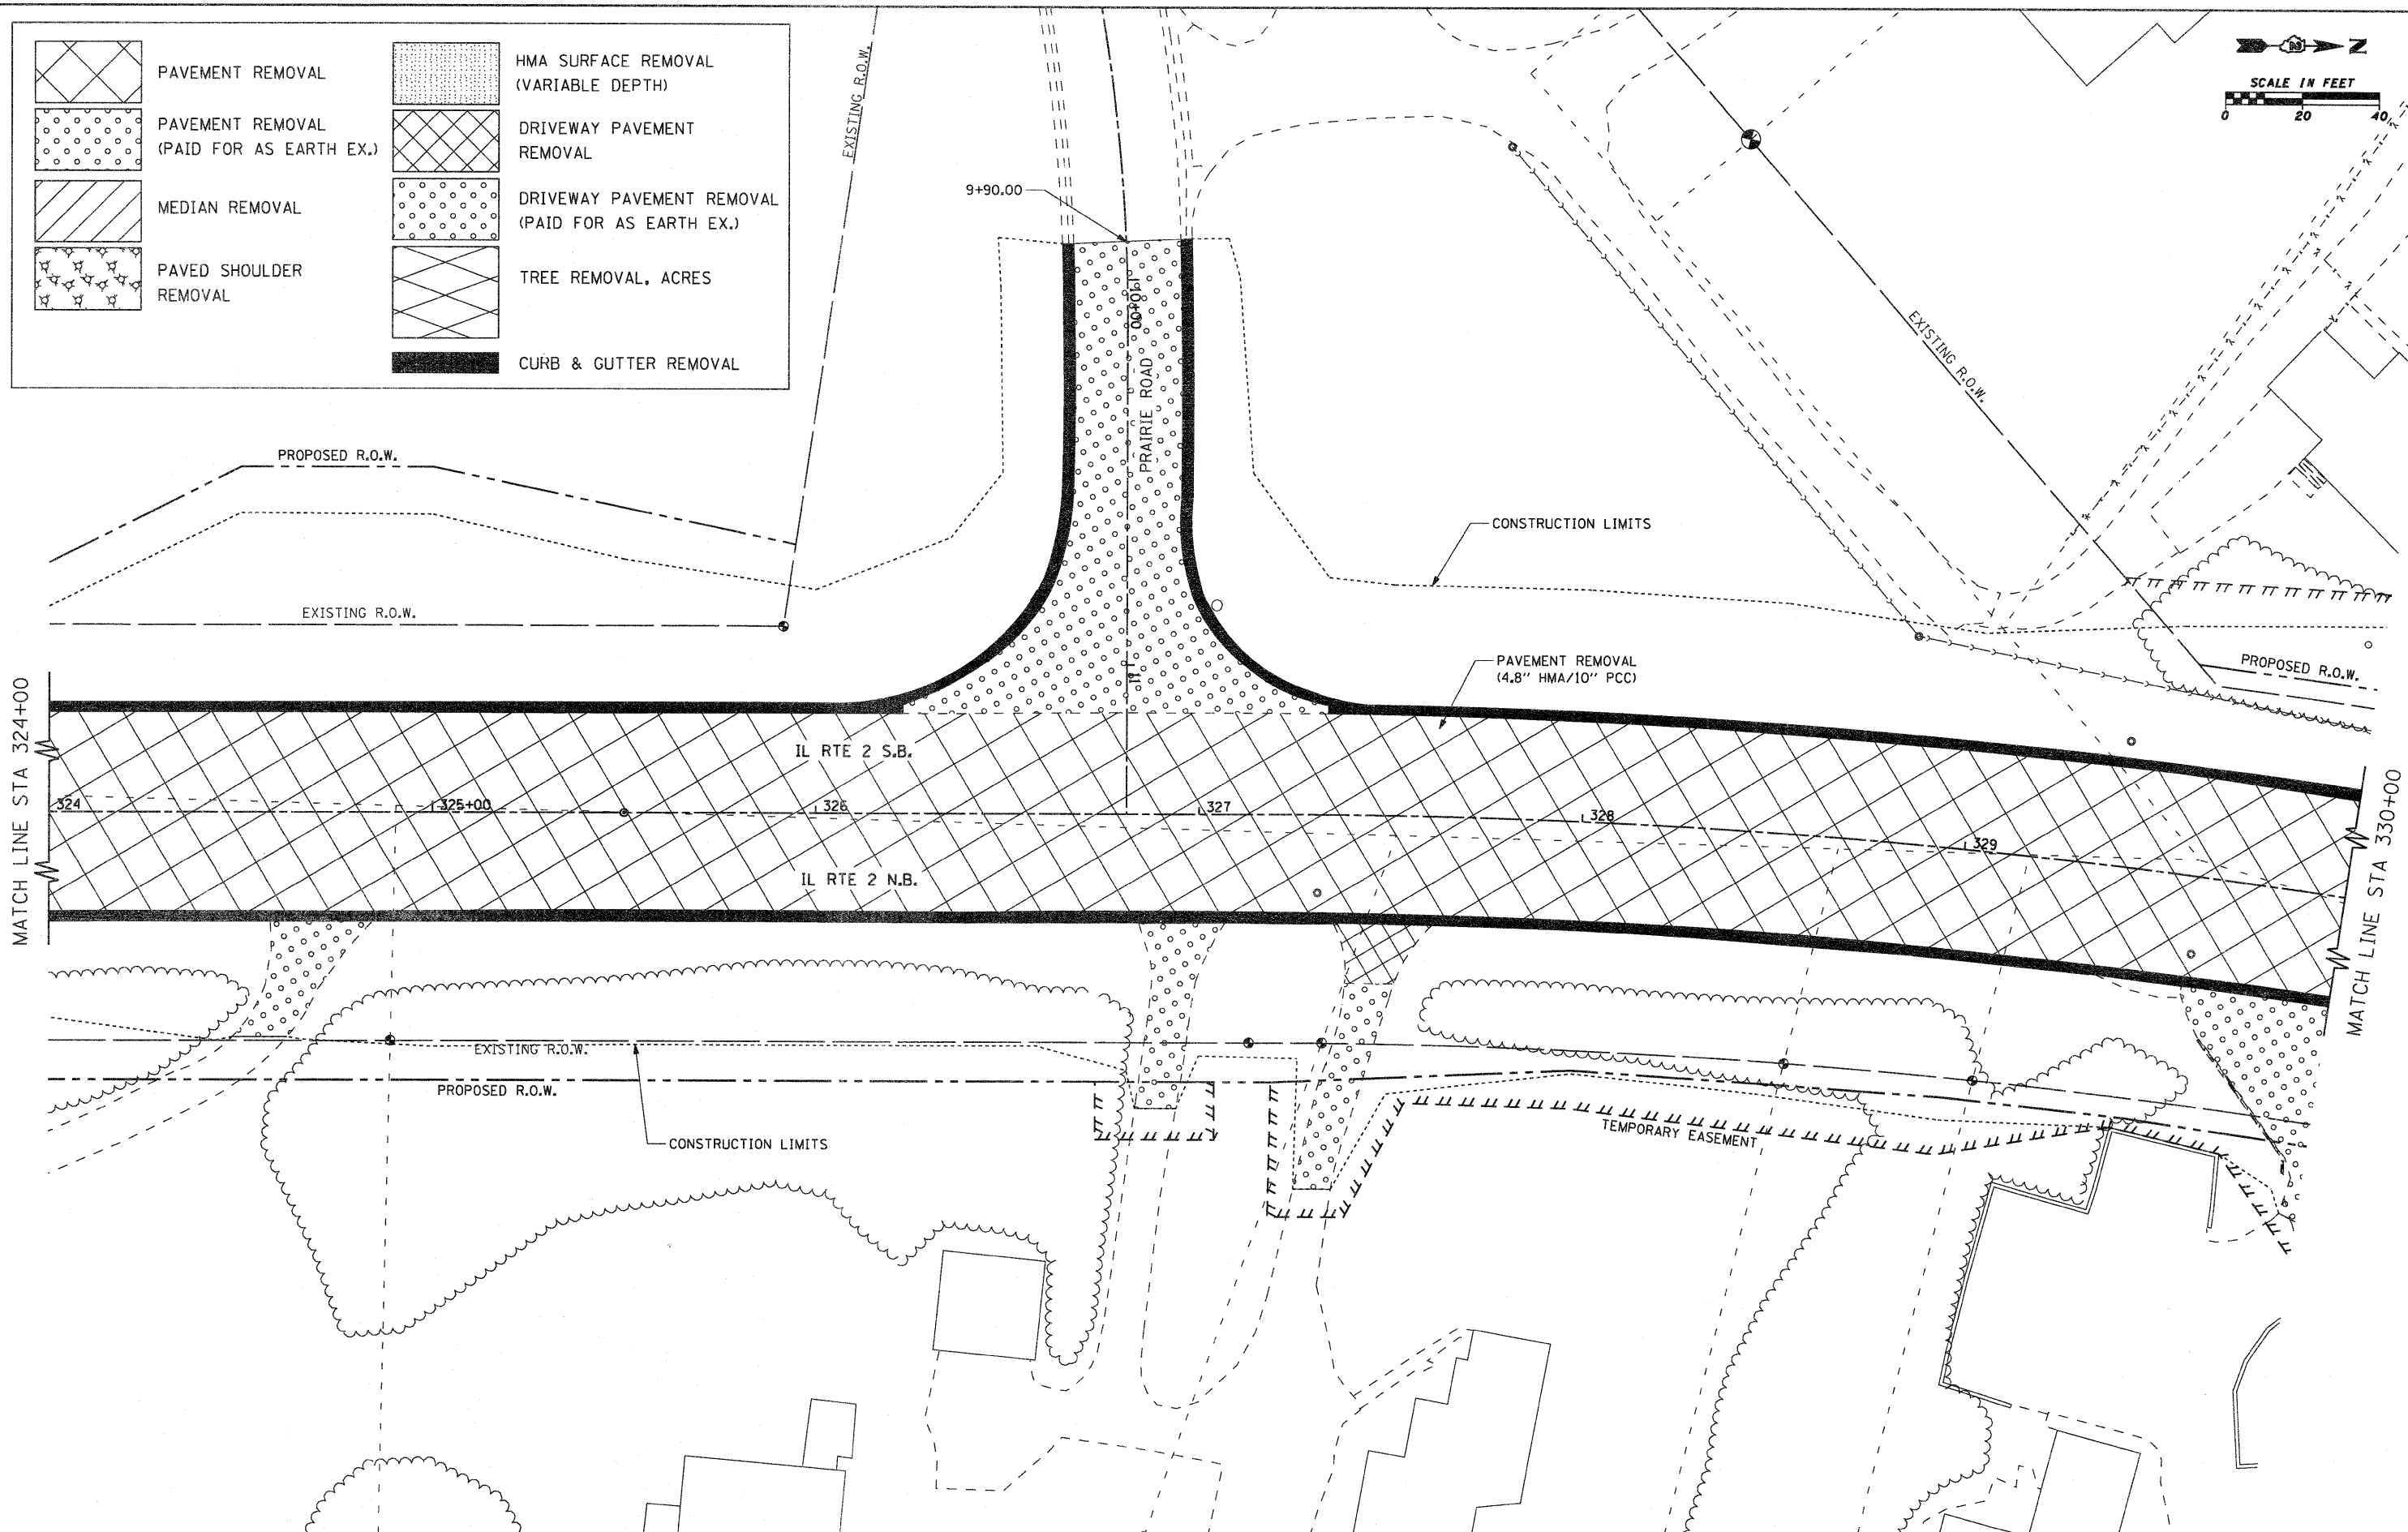 PAVEMENT REMOVAL
PAVEMENT REMOVAL
(PAID FOR AS EARTH EX.)
MEDIAN REMOVAL
PAVED SHOULDER
REMOVAL
HMA SURFACE REMOVAL
(VARIABLE DEPTH)
DRIVEWAY PAVEMENT
REMOVAL
DRIVEWAY PAVEMENT REMOVAL
(PAID FOR AS EARTH EX.)
TREE REMOVAL, ACRES
CURB & GUTTER REMOVAL
N
SCALE IN FEET
0 20 40
EXISTING R.O.W.
9+90.00
10+00
PRAIRIE ROAD
11
EXISTING R.O.W.
PROPOSED R.O.W.
CONSTRUCTION LIMITS
EXISTING R.O.W.
PAVEMENT REMOVAL
(4.8" HMA/10" PCC)
PROPOSED R.O.W.
MATCH LINE STA 324+00
IL RTE 2 S.B.
324
325+00
326
327
328
329
IL RTE 2 N.B.
MATCH LINE STA 330+00
EXISTING R.O.W.
PROPOSED R.O.W.
CONSTRUCTION LIMITS
TEMPORARY EASEMENT